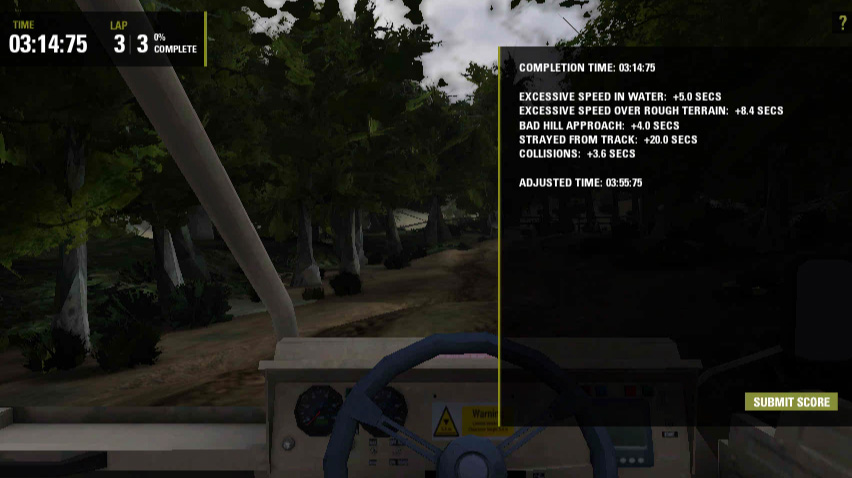 TIME
03:14:75
LAP
3 3
0%
COMPLETE
?
COMPLETION TIME: 03:14:75
EXCESSIVE SPEED IN WATER: +5.0 SECS
EXCESSIVE SPEED OVER ROUGH TERRAIN: +8.4 SECS
BAD HILL APPROACH: +4.0 SECS
STRAYED FROM TRACK: +20.0 SECS
COLLISIONS: +3.6 SECS
ADJUSTED TIME: 03:55:75
SUBMIT SCORE
Warning